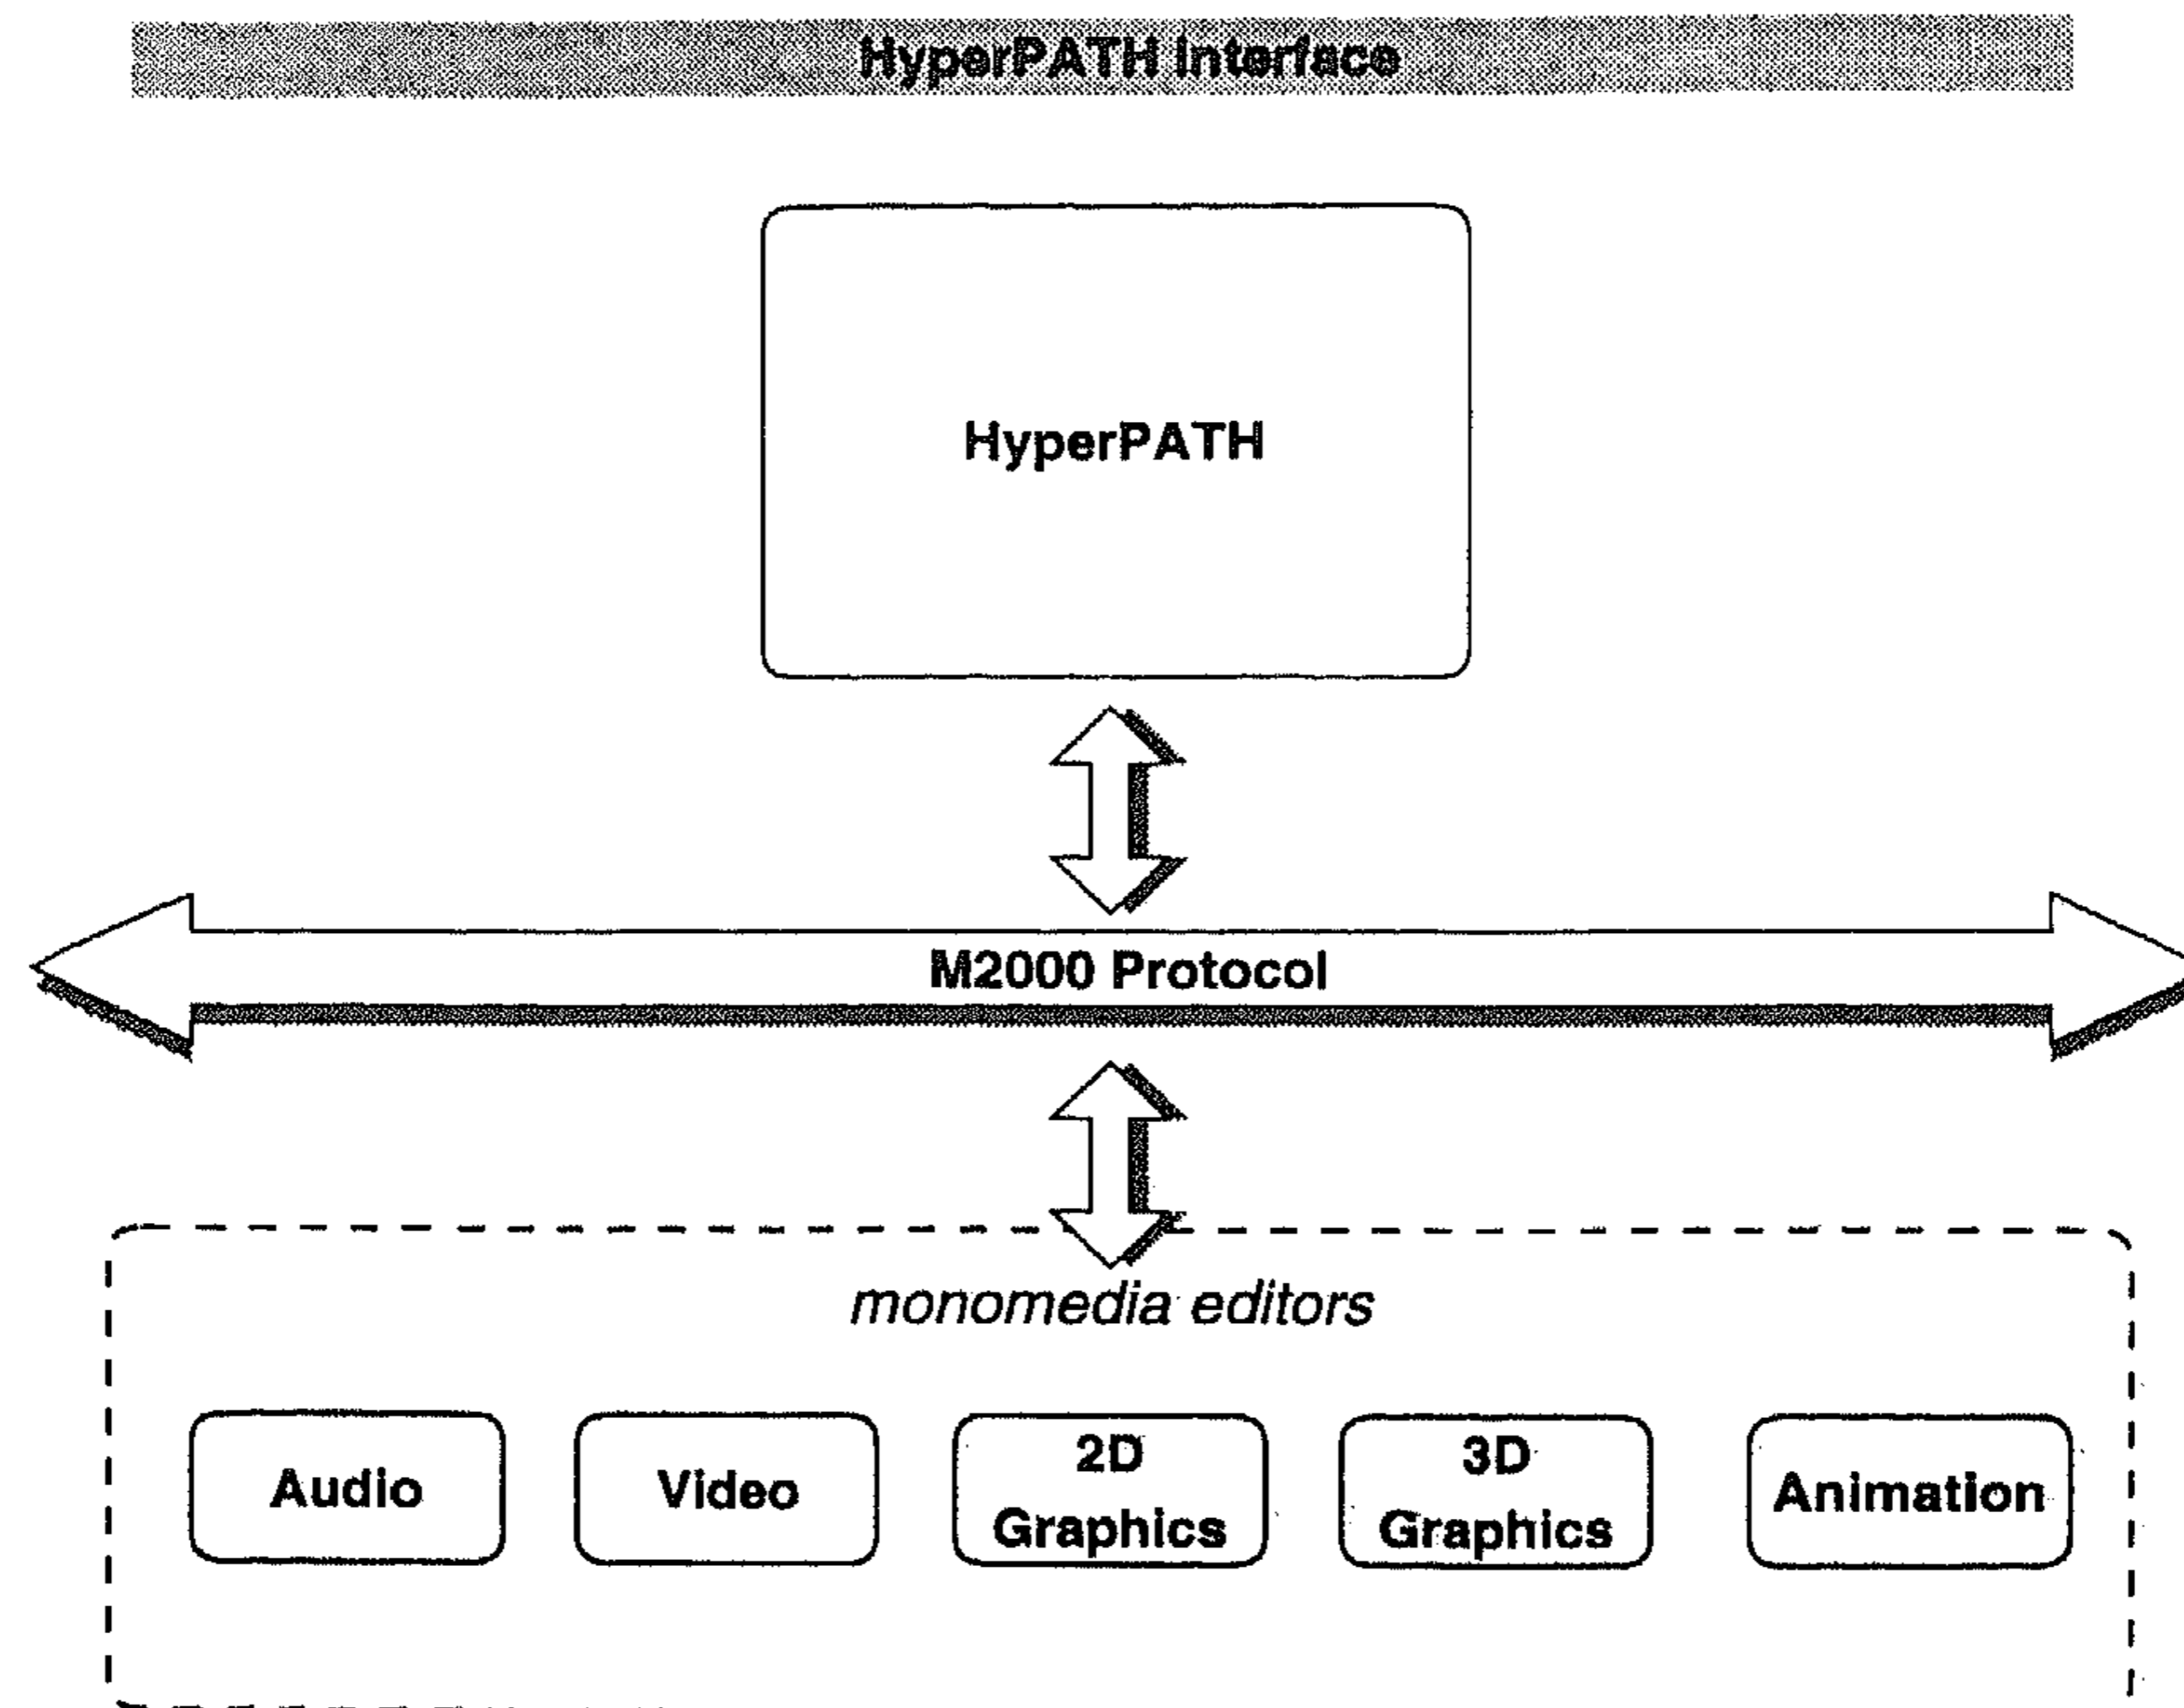 HyperPATH Interface
HyperPATH
M2000 Protocol
monomedia editors
Audio
Video
2D
Graphics
3D
Graphics
Animation